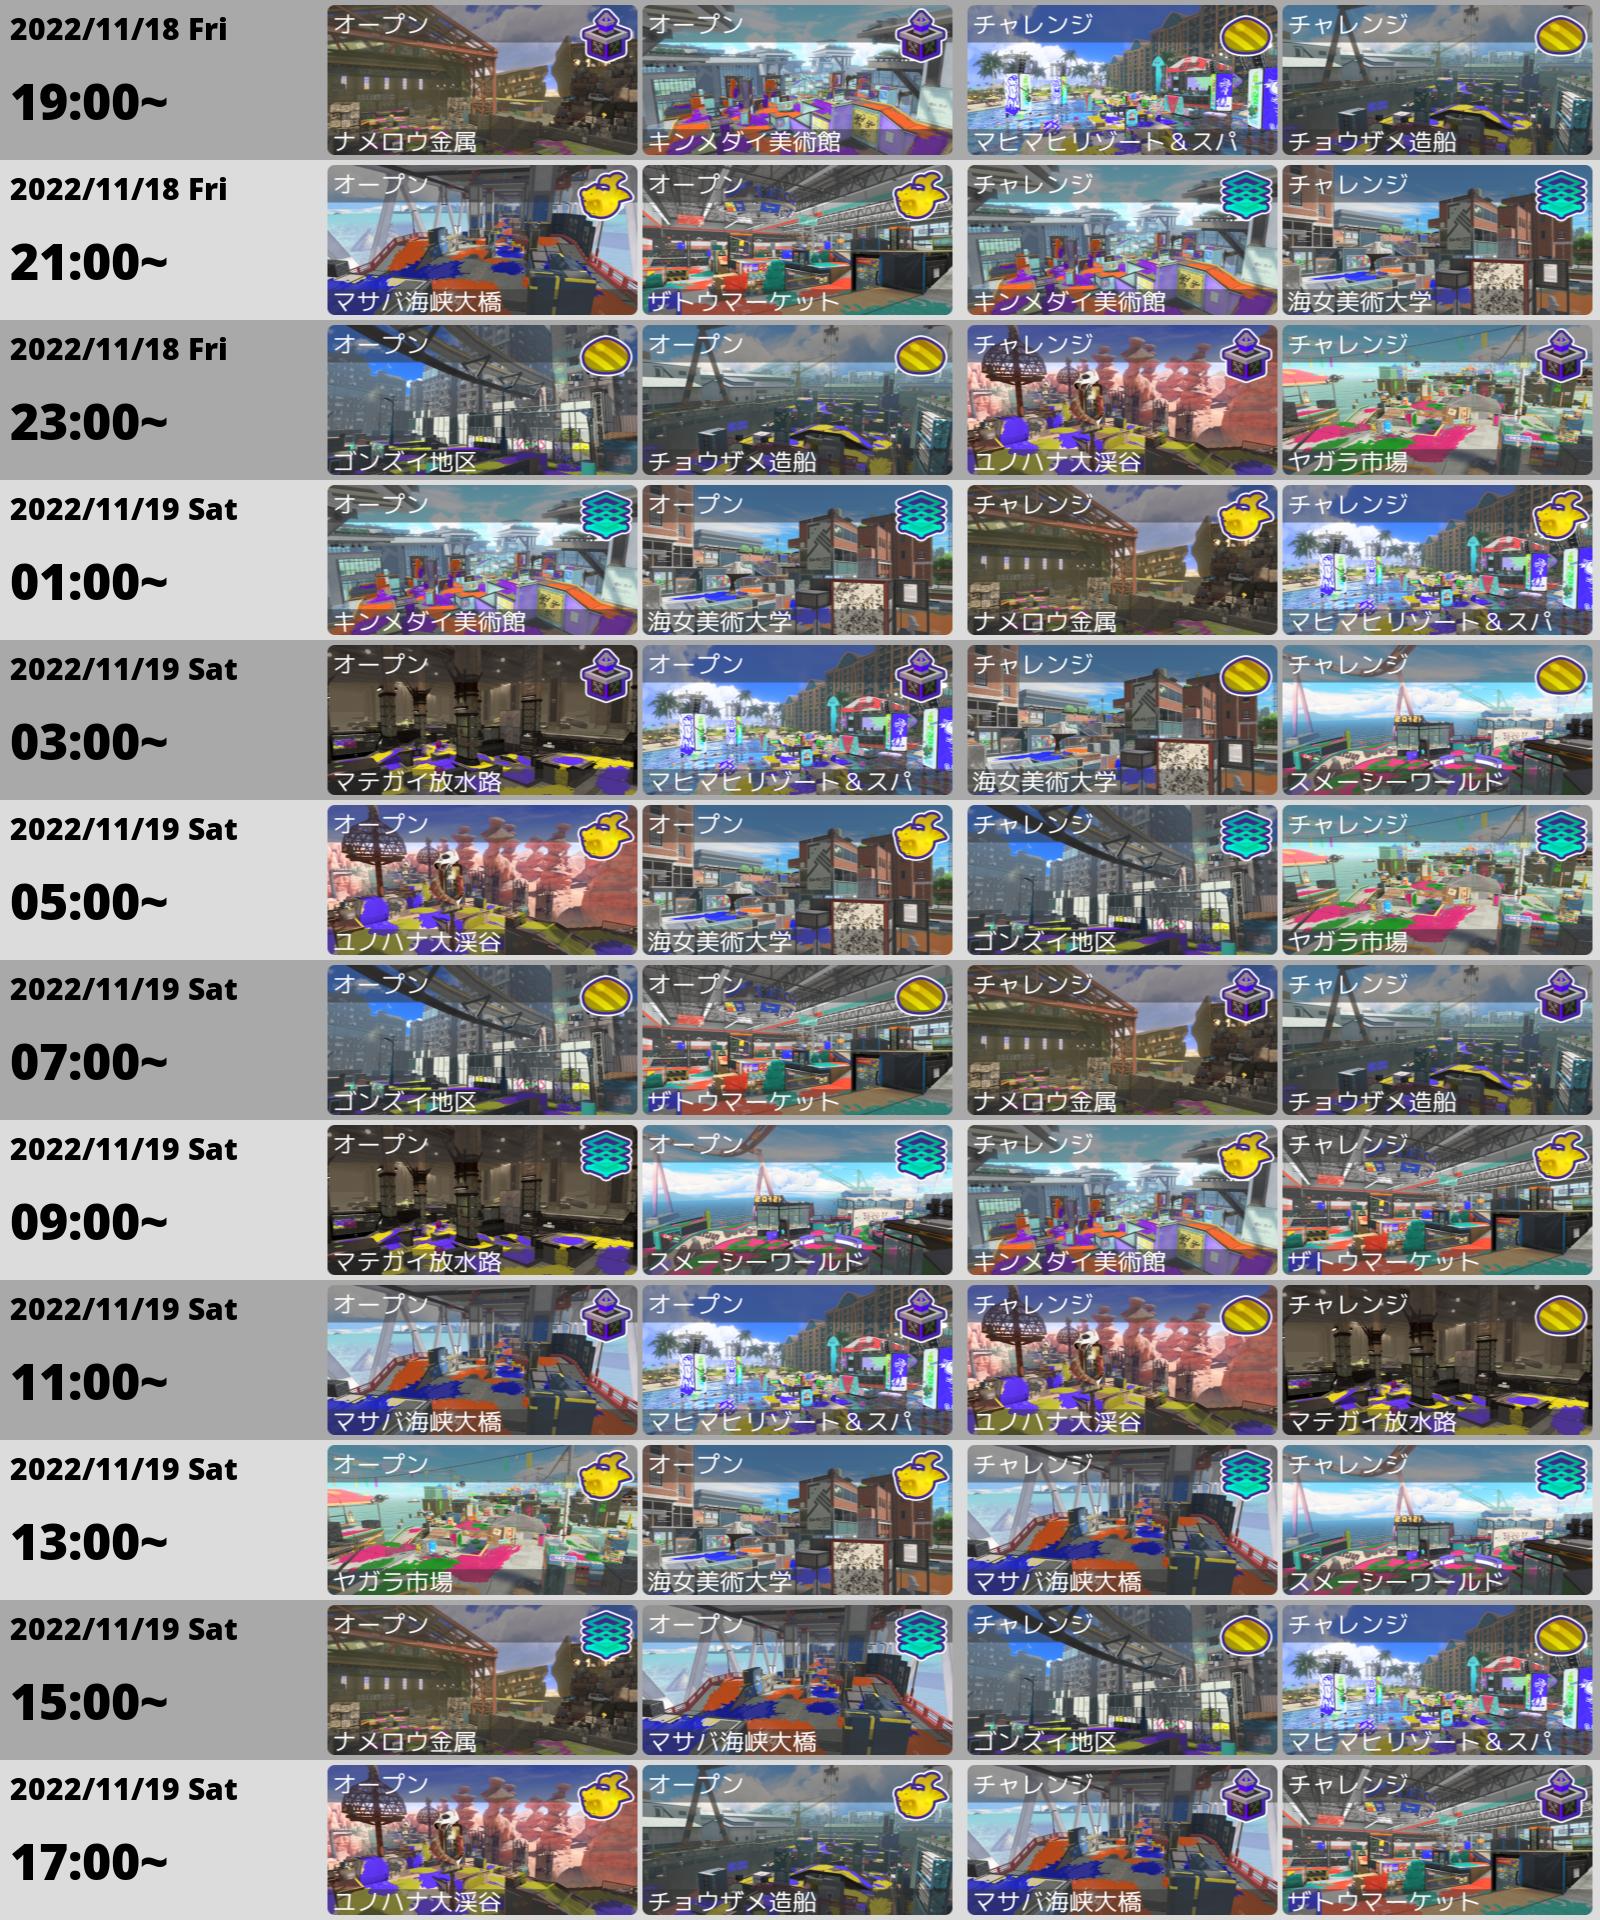 2022/11/18 Fri
19:00~
オープン オープン チャレンジ チャレンジ
ナメロウ金属 キンメダイ美術館 マヒマヒリゾート＆スパ チョウザメ造船
2022/11/18 Fri
21:00~
オープン オープン チャレンジ チャレンジ
マサバ海峡大橋 ザトウマーケット キンメダイ美術館 海女美術大学
2022/11/18 Fri
23:00~
オープン オープン チャレンジ チャレンジ
ゴンズイ地区 チョウザメ造船 ユノハナ大渓谷 ヤガラ市場
2022/11/19 Sat
01:00~
オープン オープン チャレンジ チャレンジ
キンメダイ美術館 海女美術大学 ナメロウ金属 マヒマヒリゾート＆スパ
2022/11/19 Sat
03:00~
オープン オープン チャレンジ チャレンジ
マテガイ放水路 マヒマヒリゾート＆スパ 海女美術大学 スメーシーワールド
2022/11/19 Sat
05:00~
オープン オープン チャレンジ チャレンジ
ユノハナ大渓谷 海女美術大学 ゴンズイ地区 ヤガラ市場
2022/11/19 Sat
07:00~
オープン オープン チャレンジ チャレンジ
ゴンズイ地区 ザトウマーケット ナメロウ金属 チョウザメ造船
2022/11/19 Sat
09:00~
オープン オープン チャレンジ チャレンジ
マテガイ放水路 スメーシーワールド キンメダイ美術館 ザトウマーケット
2022/11/19 Sat
11:00~
オープン オープン チャレンジ チャレンジ
マサバ海峡大橋 マヒマヒリゾート＆スパ ユノハナ大渓谷 マテガイ放水路
2022/11/19 Sat
13:00~
オープン オープン チャレンジ チャレンジ
ヤガラ市場 海女美術大学 マサバ海峡大橋 スメーシーワールド
2022/11/19 Sat
15:00~
オープン オープン チャレンジ チャレンジ
ナメロウ金属 マサバ海峡大橋 ゴンズイ地区 マヒマヒリゾート＆スパ
2022/11/19 Sat
17:00~
オープン オープン チャレンジ チャレンジ
ユノハナ大渓谷 チョウザメ造船 マサバ海峡大橋 ザトウマーケット